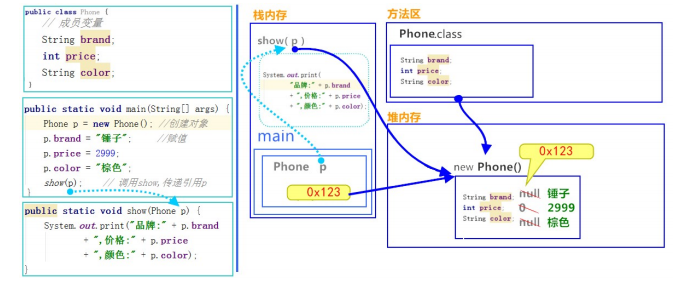 public class Phone {
// 成员变量
String brand;
int price;
String color;
}
public static void main(String[] args) {
Phone p = new Phone(); //创建对象
p.brand = "锤子"; //赋值
p.price = 2999;
p.color = "棕色";
show(p); // 调用show,传递引用p
}
public static void show(Phone p) {
System.out.print("品牌:" + p.brand
+ ",价格:" + p.price
+ ",颜色:" + p.color);
}
栈内存
show( p )
System.out.print(
"品牌:" + p.brand
+ ",价格:" + p.price
+ ",颜色:" + p.color)
main
Phone p
0x123
方法区
Phone.class
String brand;
int price;
String color;
堆内存
0x123
new Phone()
String brand; null 锤子
int price 0 2999
String color; null 棕色